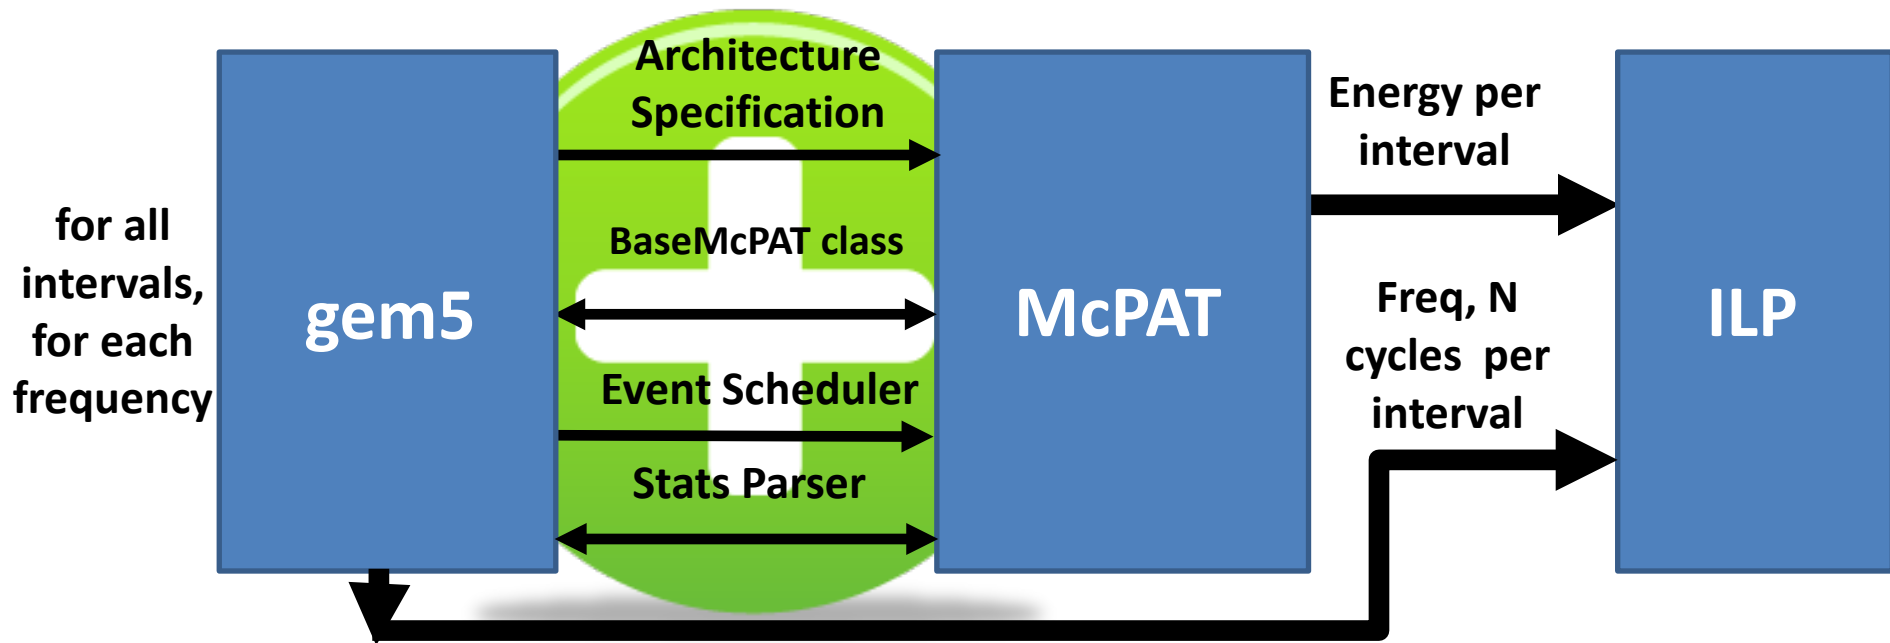 for all
intervals,
for each
frequency
gem5
Architecture
Specification
BaseMcPAT class
Event Scheduler
Stats Parser
McPAT
Energy per
interval
Freq, N
cycles per
interval
ILP